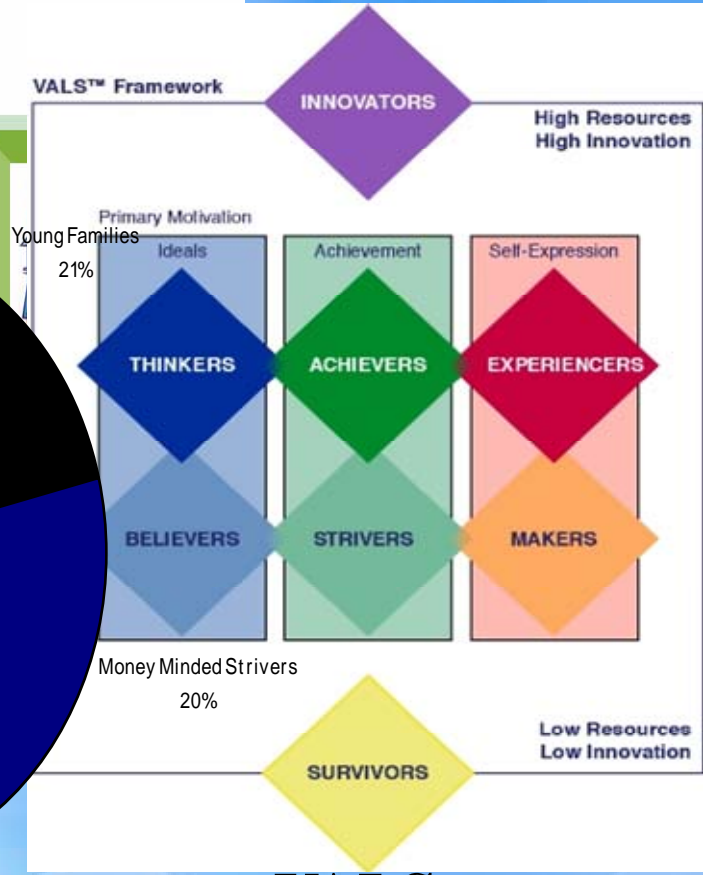 VALS™ Framework
INNOVATORS
High Resources
High Innovation
Primary Motivation
Young Families
21%
Ideals
Achievement
Self-Expression
THINKERS
ACHIEVERS
EXPERIENCERS
BELIEVERS
STRIVERS
MAKERS
Money Minded Strivers
20%
Low Resources
Low Innovation
SURVIVORS